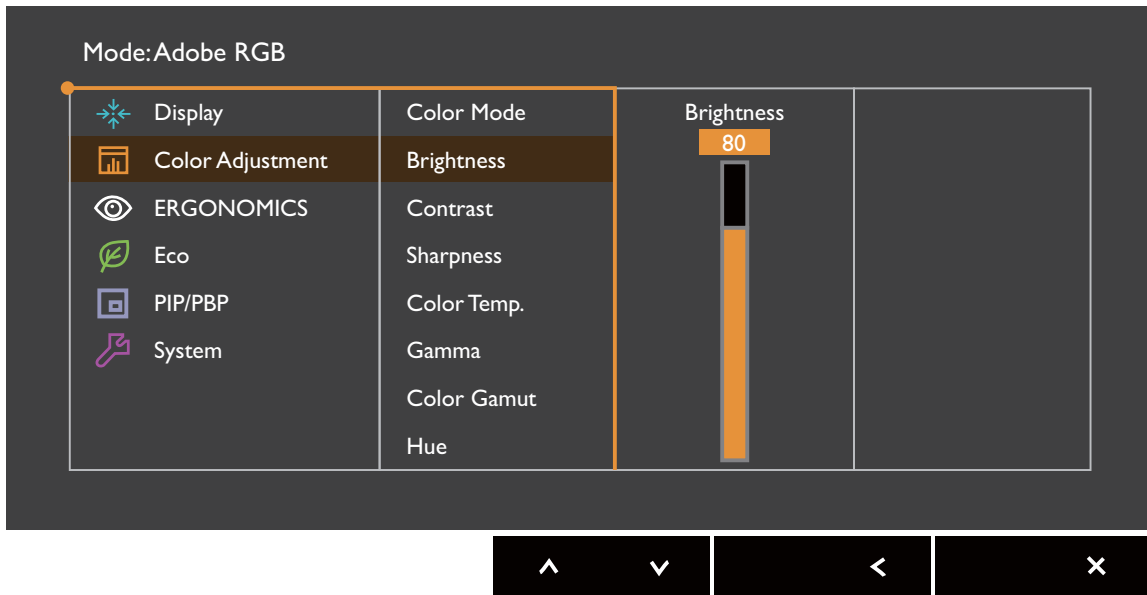 Mode: Adobe RGB
Display
Color Adjustment
ERGONOMICS
Eco
PIP/PBP
System
Color Mode
Brightness
Contrast
Sharpness
Color Temp.
Gamma
Color Gamut
Hue
Brightness
80